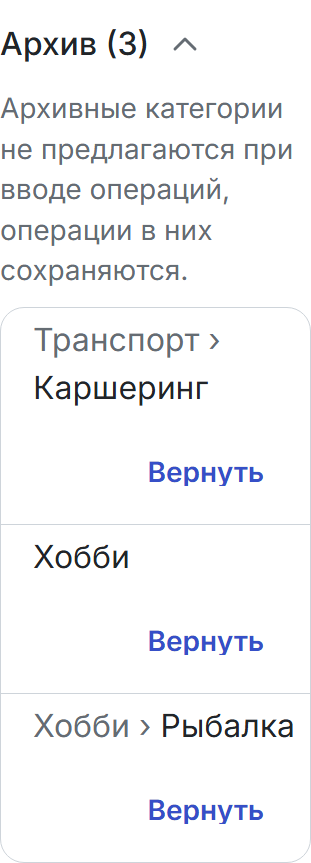 Архив (3)
Архивные категории
не предлагаются при
вводе операций,
операции в них
сохраняются.
Транспорт ›
Каршеринг
Вернуть
Хобби
Вернуть
Хобби › Рыбалка
Вернуть